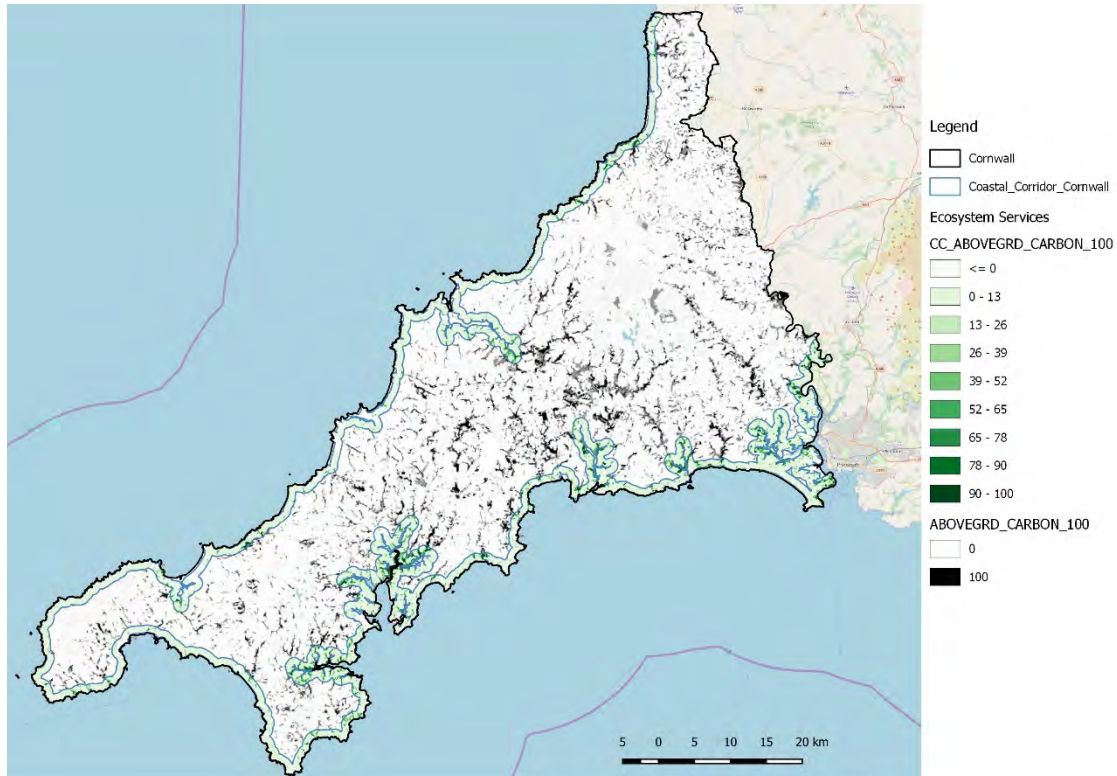 Legend
Cornwall
Coastal_Corridor_Cornwall
Ecosystem Services
CC_ABOVEGRD_CARBON_100
<= 0
0 - 13
13 - 26
26 - 39
39 - 52
52 - 65
65 - 78
78 - 90
90 - 100
ABOVEGRD_CARBON_100
0
100
5 0 5 10 15 20 km